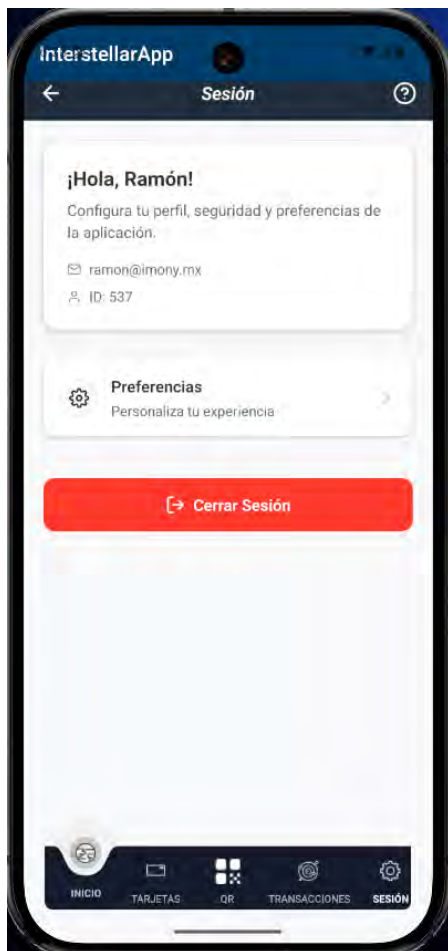 InterstellarApp
Sesión
¡Hola, Ramón!
Configura tu perfil, seguridad y preferencias de
la aplicación.
ramon@imony.mx
ID: 537
Preferencias
Personaliza tu experiencia
Cerrar Sesión
INICIO
TARJETAS
QR
TRANSACCIONES
SESIÓN